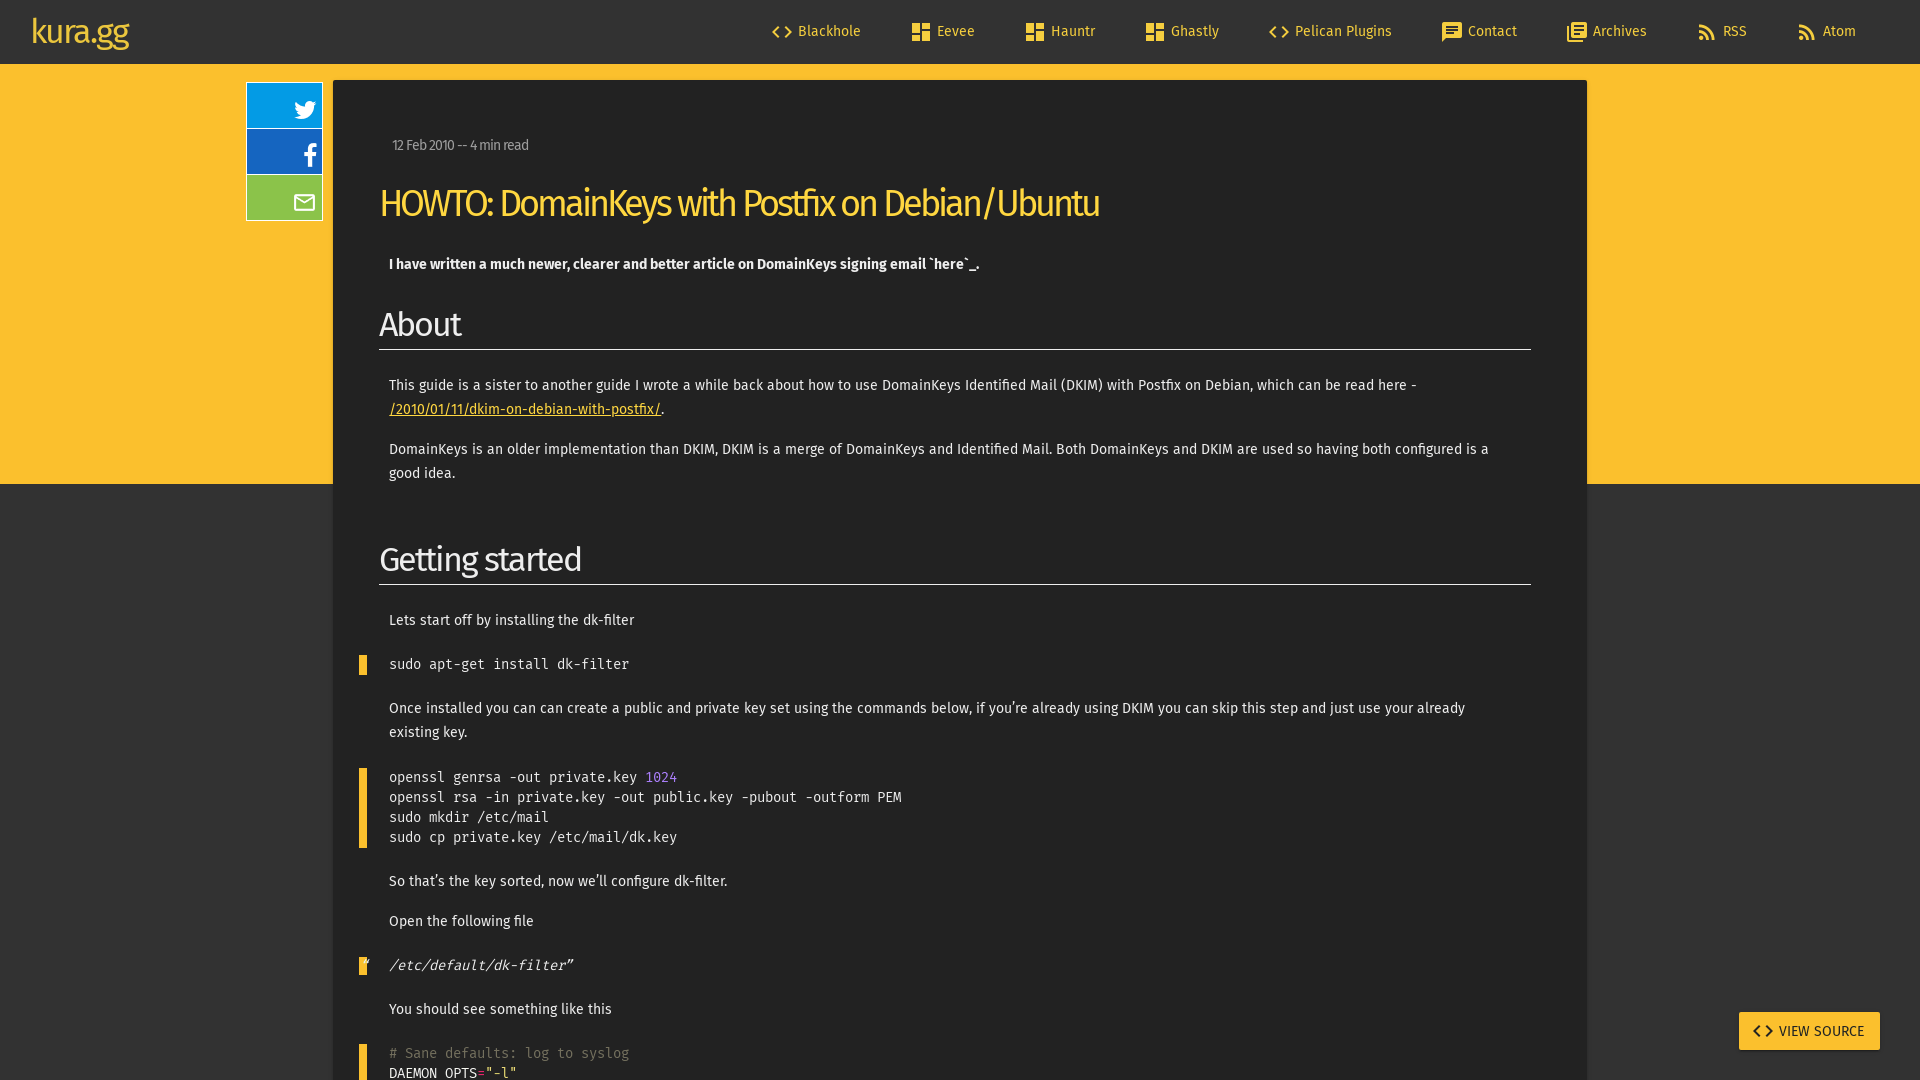 kura.gg
Blackhole
Eevee
Hauntr
Ghastly
Pelican Plugins
Contact
Archives
RSS
Atom
12 Feb 2010 -- 4 min read
HOWTO: DomainKeys with Postfix on Debian/Ubuntu
I have written a much newer, clearer and better article on DomainKeys signing email `here`_.
About
This guide is a sister to another guide I wrote a while back about how to use DomainKeys Identified Mail (DKIM) with Postfix on Debian, which can be read here -
/2010/01/11/dkim-on-debian-with-postfix/.
DomainKeys is an older implementation than DKIM, DKIM is a merge of DomainKeys and Identified Mail. Both DomainKeys and DKIM are used so having both configured is a
good idea.
Getting started
Lets start off by installing the dk-filter
sudo apt-get install dk-filter
Once installed you can can create a public and private key set using the commands below, if you’re already using DKIM you can skip this step and just use your already
existing key.
openssl genrsa -out private.key 1024
openssl rsa -in private.key -out public.key -pubout -outform PEM
sudo mkdir /etc/mail
sudo cp private.key /etc/mail/dk.key
So that’s the key sorted, now we’ll configure dk-filter.
Open the following file
“ /etc/default/dk-filter”
You should see something like this
# Sane defaults: log to syslog
DAEMON_OPTS="-l"
VIEW SOURCE